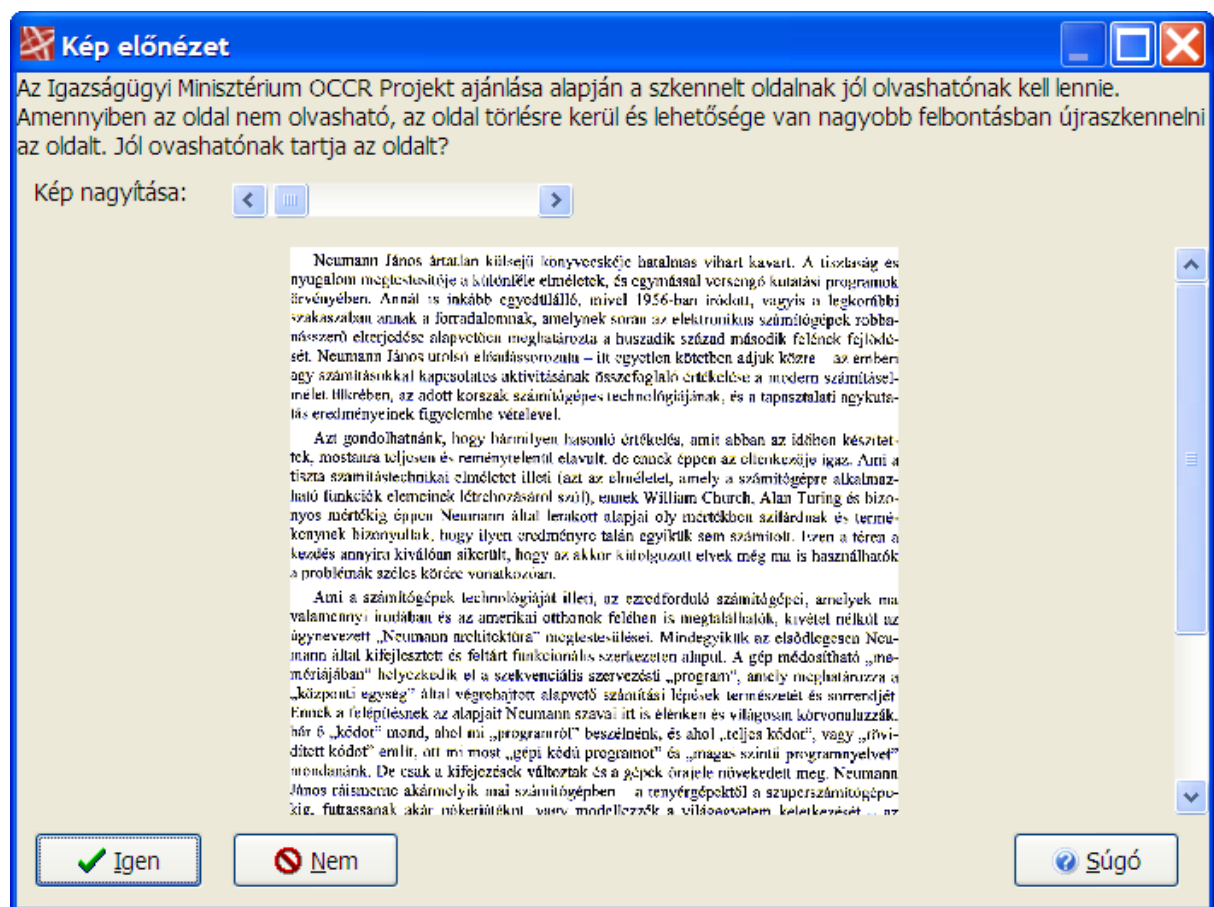 Kép előnézet
Az Igazságügyi Minisztérium OCCR Projekt ajánlása alapján a szkennelt oldalnak jól olvashatónak kell lennie.
Amennyiben az oldal nem olvasható, az oldal törlésre kerül és lehetősége van nagyobb felbontásban újraszkennelni
az oldalt. Jól ovashatónak tartja az oldalt?
Kép nagyítása:
Neumann János ártatlan külsejű könyvecskéje hatalmas vihart kavart. A tisztaság és
nyugalom megtestesítője a különféle elméletek, és egymással versengő kutatási programok
örvényében. Annál is inkább egyedülálló, mivel 1956-ban íródott, vagyis a legkorábbi
szakaszában annak a forradalomnak, amelynek során az elektronikus számítógépek robba-
násszerű elterjedése alapvetően meghatározta a huszadik század második felének fejlődé-
sét. Neumann János utolsó előadássorozata – itt egyetlen kötetben adjuk közre – az emberi
agy számításokkal kapcsolatos aktivitásának összefoglaló értékelése a modern számításel-
mélet tükrében, az adott korszak számítógépes technológiájának, és a tapasztalati agykuta-
tás eredményeinek figyelembe vételével.
Azt gondolhatnánk, hogy bármilyen hasonló értékelés, amit abban az időben készítet-
tek, mostanra teljesen és reménytelenül elavult, de ennek éppen az ellenkezője igaz. Ami a
tiszta számítástechnikai elméletet illeti (azt az elméletet, amely a számítógépre alkalmaz-
ható funkciók elemeinek létrehozásáról szól), ennek William Church, Alan Turing és bizo-
nyos mértékig éppen Neumann által lerakott alapjai oly mértékben szilárdnak és termé-
kenynek bizonyultak, hogy ilyen eredményre talán egyikük sem számított. Ezen a téren a
kezdés annyira kiválóan sikerült, hogy az akkor kidolgozott elvek még ma is használhatók
a problémák széles körére vonatkozóan.
Ami a számítógépek technológiáját illeti, az ezredforduló számítógépei, amelyek ma
valamennyi irodában és az amerikai otthonok felében is megtalálhatók, kivétel nélkül az
úgynevezett „Neumann architektúra” megtestesülései. Mindegyikük az elsődlegesen Neu-
mann által kifejlesztett és feltárt funkcionális szerkezeten alapul. A gép módosítható „me-
móriájában” helyezkedik el a szekvenciális szervezésű „program”, amely meghatározza a
„központi egység” által végrehajtott alapvető számítási lépések természetét és sorrendjét.
Ennek a felépítésnek az alapjait Neumann szavai itt is élénken és világosan körvonalazzák,
bár ő „kódot” mond, ahol mi „programról” beszélnénk, és ahol „teljes kódot”, vagy „rövi-
dített kódot” említ, ott mi most „gépi kódú programot” és „magas szintű programnyelvet”
mondanánk. De csak a kifejezések változtak és a gépek órajele növekedett meg. Neumann
János ráismerne akármelyik mai számítógépben – a tenyérgépektől a szuperszámítógépe-
kig, futtassanak akár pókerjátékot, vagy modellezzék a világegyetem keletkezését – az
Igen
Nem
Súgó